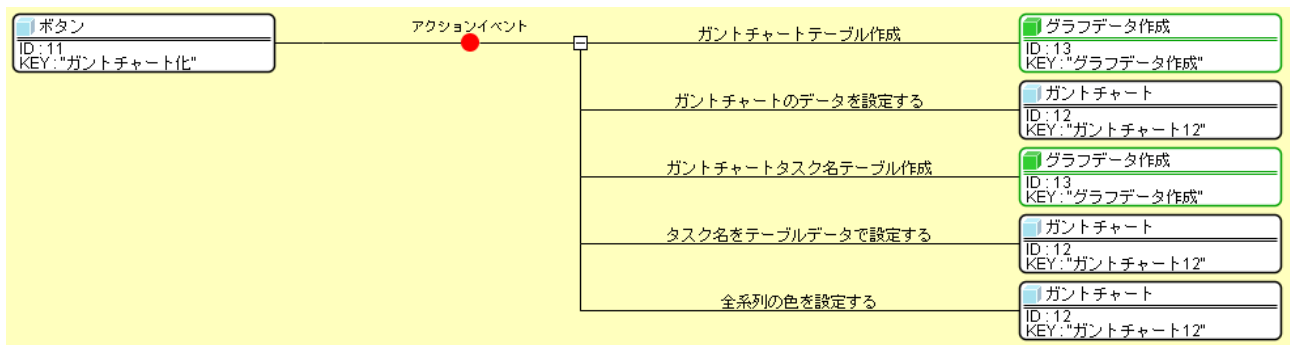 ボタン
ID:11
KEY:"ガントチャート化"
アクションイベント
ガントチャートテーブル作成
グラフデータ作成
ID:13
KEY:"グラフデータ作成"
ガントチャートのデータを設定する
ガントチャート
ID:12
KEY:"ガントチャート12"
ガントチャートタスク名テーブル作成
グラフデータ作成
ID:13
KEY:"グラフデータ作成"
タスク名をテーブルデータで設定する
ガントチャート
ID:12
KEY:"ガントチャート12"
全系列の色を設定する
ガントチャート
ID:12
KEY:"ガントチャート12"